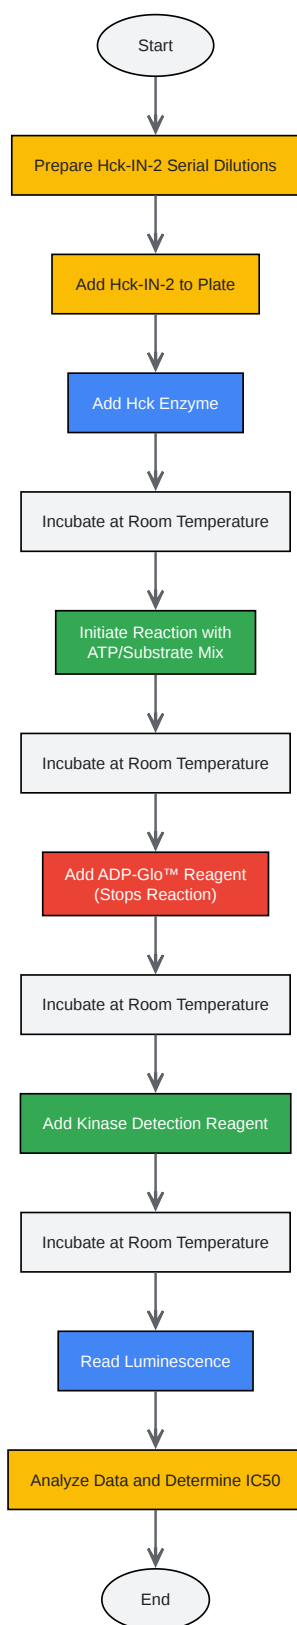 Start
Prepare Hck-IN-2 Serial Dilutions
Add Hck-IN-2 to Plate
Add Hck Enzyme
Incubate at Room Temperature
Initiate Reaction with
ATP/Substrate Mix
Incubate at Room Temperature
Add ADP-Glo™ Reagent
(Stops Reaction)
Incubate at Room Temperature
Add Kinase Detection Reagent
Incubate at Room Temperature
Read Luminescence
Analyze Data and Determine IC50
End